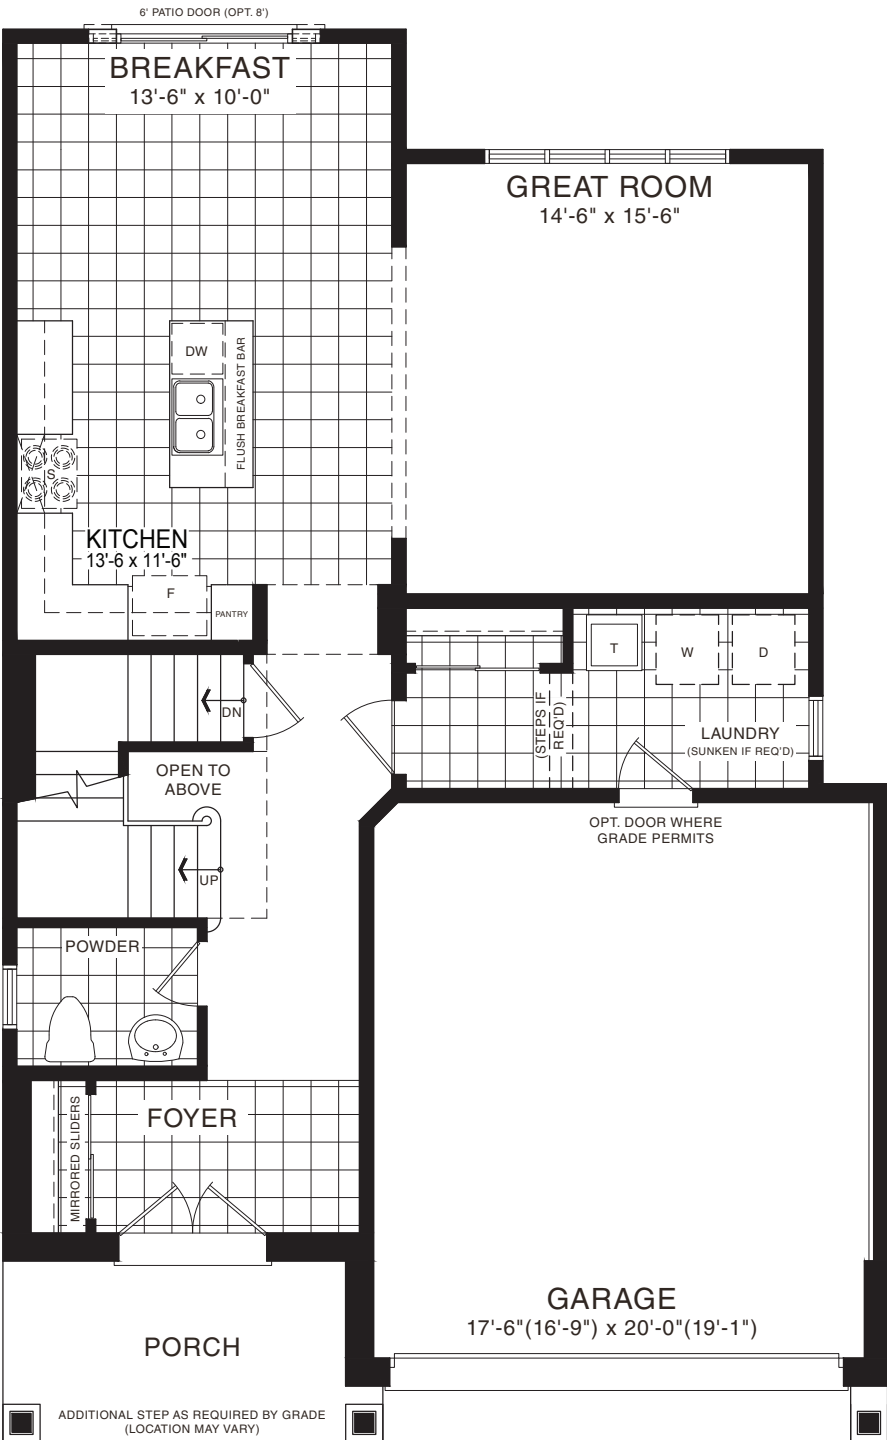 6' PATIO DOOR (OPT. 8')
BREAKFAST
13'-6" x 10'-0"
GREAT ROOM
14'-6" x 15'-6"
DW
FLUSH BREAKFAST BAR
S
KITCHEN
13'-6 x 11'-6"
F
PANTRY
T
W
D
DN
(STEPS IF
REQ'D)
LAUNDRY
(SUNKEN IF REQ'D)
OPEN TO
ABOVE
OPT. DOOR WHERE
GRADE PERMITS
UP
POWDER
MIRRORED SLIDERS
FOYER
GARAGE
17'-6"(16'-9") x 20'-0"(19'-1")
PORCH
ADDITIONAL STEP AS REQUIRED BY GRADE
(LOCATION MAY VARY)